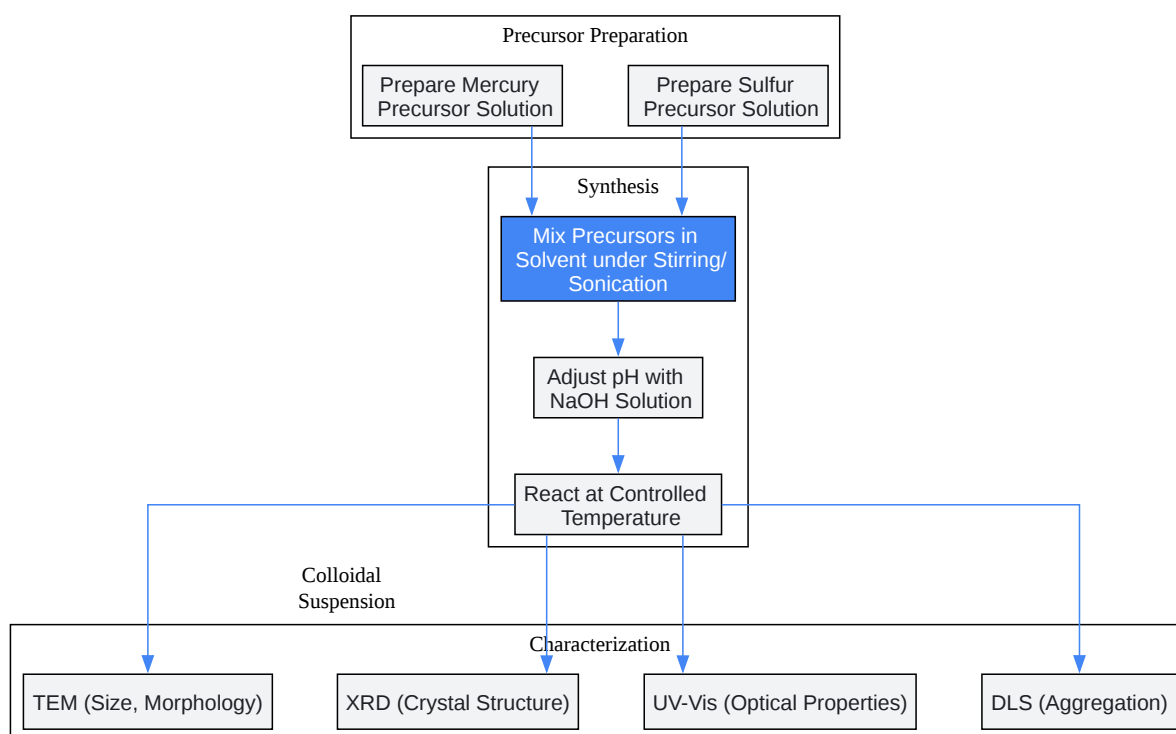 Precursor Preparation
Prepare Mercury
Precursor Solution
Prepare Sulfur
Precursor Solution
Synthesis
Mix Precursors in
Solvent under Stirring/
Sonication
Adjust pH with
NaOH Solution
React at Controlled
Temperature
Colloidal
Suspension
Characterization
TEM (Size, Morphology)
XRD (Crystal Structure)
UV-Vis (Optical Properties)
DLS (Aggregation)